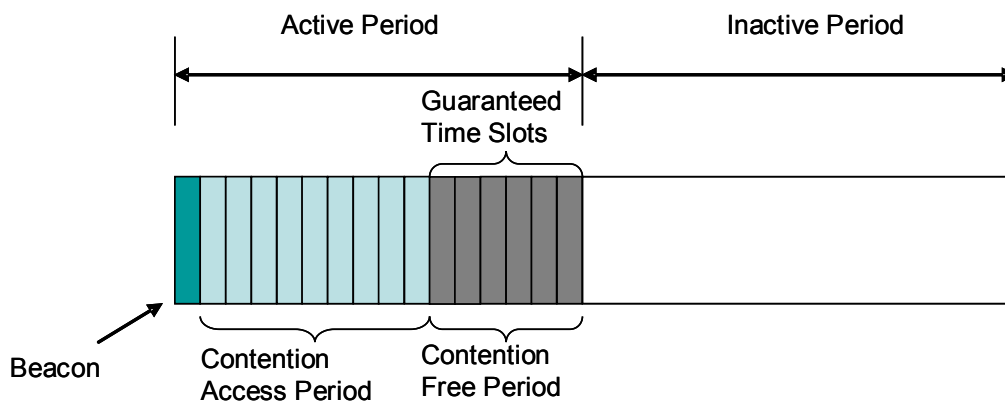 Active Period
Inactive Period
Guaranteed
Time Slots
Beacon
Contention
Access Period
Contention
Free Period